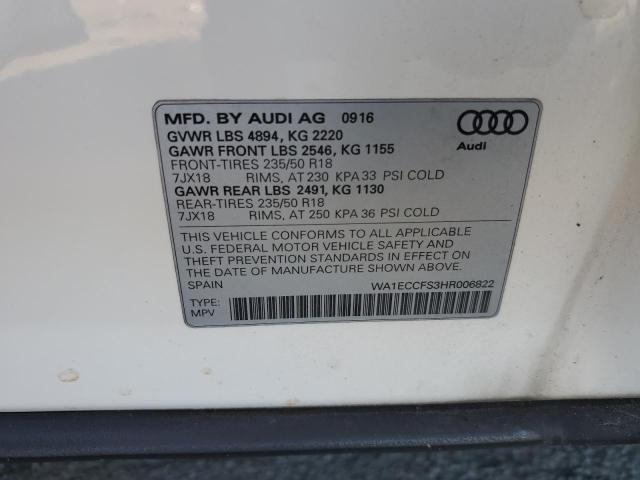 MFD. BY AUDI AG 0916
GVWR LBS 4894, KG 2220
GAWR FRONT LBS 2546, KG 1155
FRONT-TIRES 235/50 R18
7JX18 RIMS, AT 230 KPA 33 PSI COLD
GAWR REAR LBS 2491, KG 1130
REAR-TIRES 235/50 R18
7JX18 RIMS, AT 250 KPA 36 PSI COLD
Audi
THIS VEHICLE CONFORMS TO ALL APPLICABLE
U.S. FEDERAL MOTOR VEHICLE SAFETY AND
THEFT PREVENTION STANDARDS IN EFFECT ON
THE DATE OF MANUFACTURE SHOWN ABOVE.
SPAIN WA1ECCFS3HR006822
TYPE:
MPV